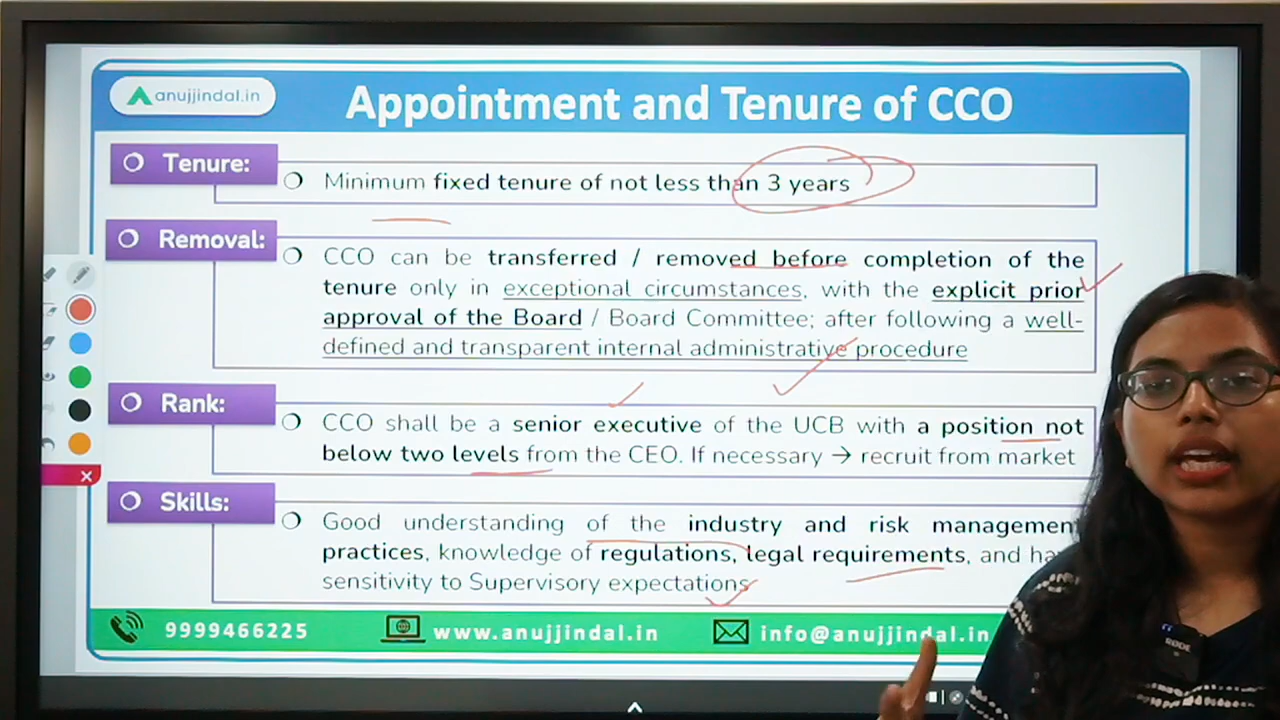 anujjindal.in
Appointment and Tenure of CCO
Tenure:
Minimum fixed tenure of not less than 3 years
Removal:
CCO can be transferred / removed before completion of the
tenure only in exceptional circumstances, with the explicit prior
approval of the Board / Board Committee; after following a well-
defined and transparent internal administrative procedure
Rank:
CCO shall be a senior executive of the UCB with a position not
below two levels from the CEO. If necessary → recruit from market
Skills:
Good understanding of the industry and risk managemen
practices, knowledge of regulations, legal requirements, and ha
sensitivity to Supervisory expectations
9999466225
www.anujjindal.in
info@anujjindal.in
RØDE